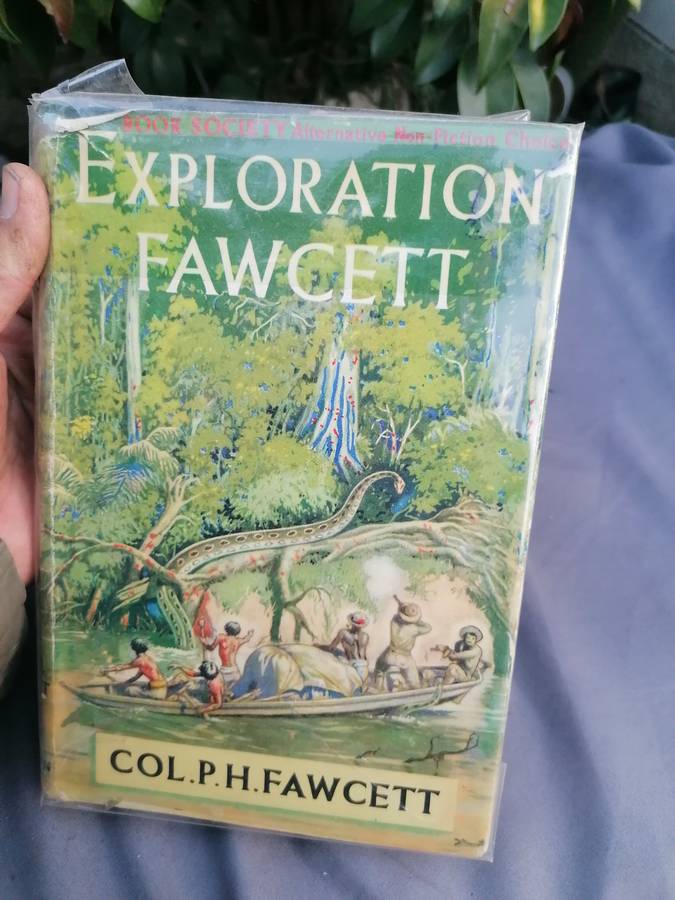 BOOK SOCIETY Alternative Non-Fiction Choice
EXPLORATION
FAWCETT
COL.P.H.FAWCETT